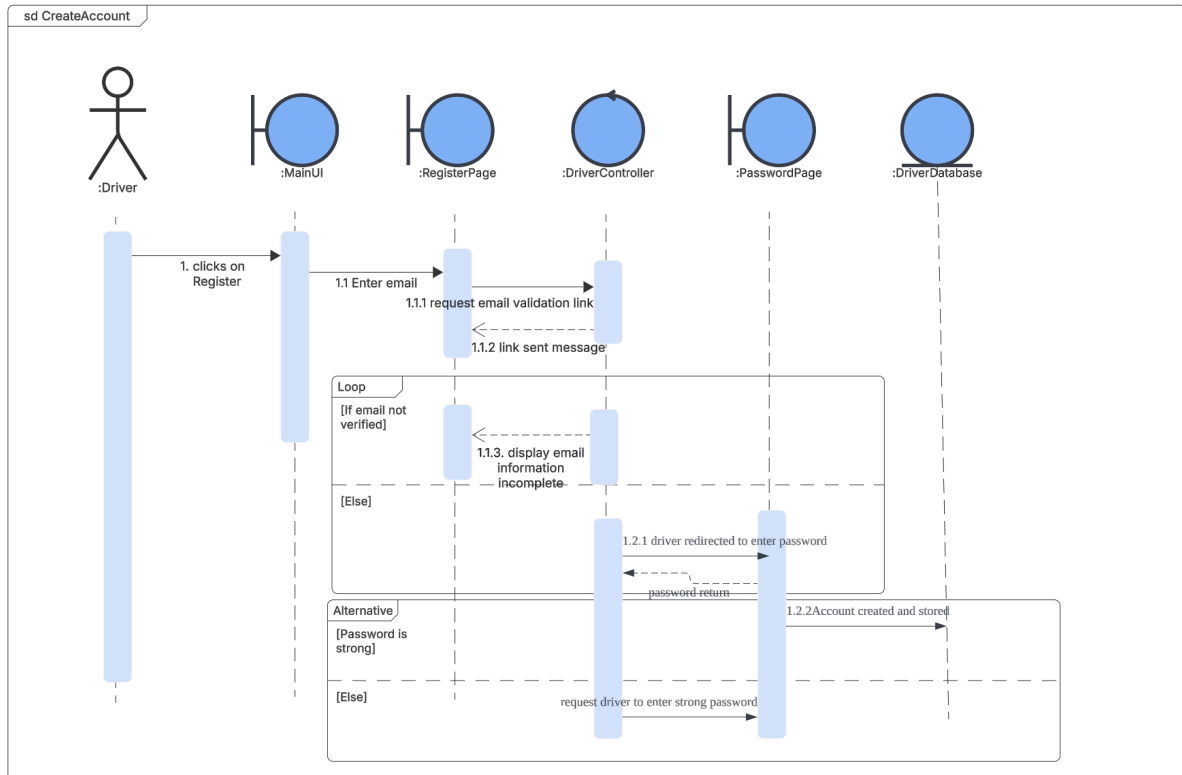 sd CreateAccount
:Driver
:MainUI
:RegisterPage
:DriverController
:PasswordPage
:DriverDatabase
1. clicks on
Register
1.1 Enter email
1.1.1 request email validation link
1.1.2 link sent message
Loop
[If email not
verified]
1.1.3. display email
information
incomplete
[Else]
1.2.1 driver redirected to enter password
password return
Alternative
1.2.2Account created and stored
[Password is
strong]
[Else]
request driver to enter strong password